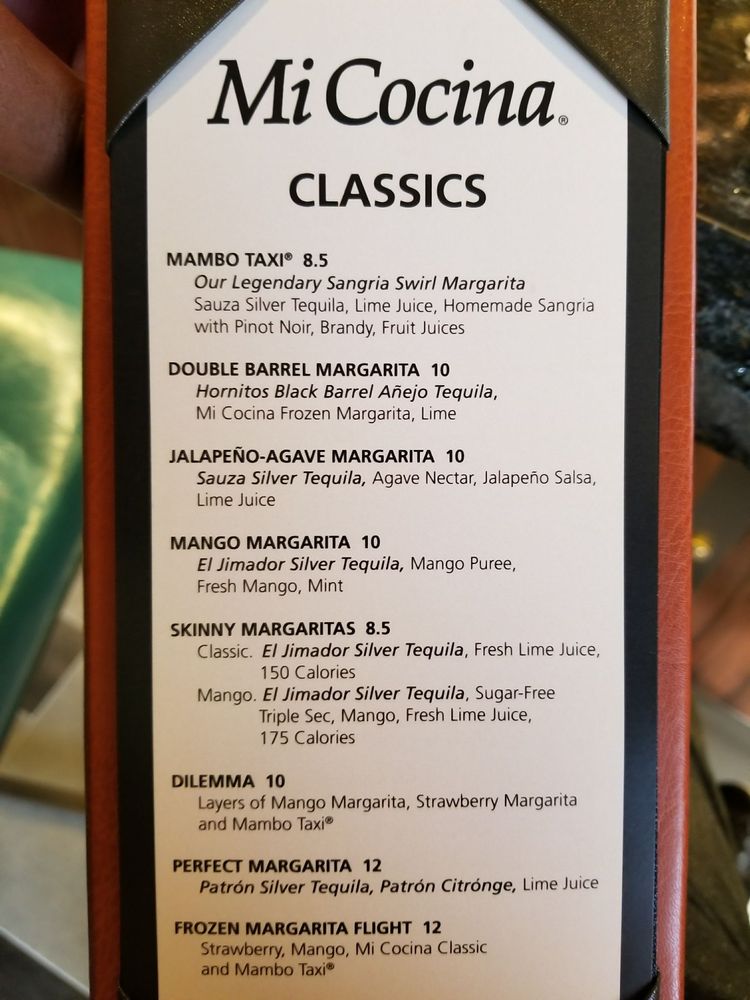 Mi Cocina®
CLASSICS
MAMBO TAXI® 8.5
Our Legendary Sangria Swirl Margarita
Sauza Silver Tequila, Lime Juice, Homemade Sangria
with Pinot Noir, Brandy, Fruit Juices
DOUBLE BARREL MARGARITA 10
Hornitos Black Barrel Añejo Tequila,
Mi Cocina Frozen Margarita, Lime
JALAPEÑO-AGAVE MARGARITA 10
Sauza Silver Tequila, Agave Nectar, Jalapeño Salsa,
Lime Juice
MANGO MARGARITA 10
El Jimador Silver Tequila, Mango Puree,
Fresh Mango, Mint
SKINNY MARGARITAS 8.5
Classic. El Jimador Silver Tequila, Fresh Lime Juice,
150 Calories
Mango. El Jimador Silver Tequila, Sugar-Free
Triple Sec, Mango, Fresh Lime Juice,
175 Calories
DILEMMA 10
Layers of Mango Margarita, Strawberry Margarita
and Mambo Taxi®
PERFECT MARGARITA 12
Patrón Silver Tequila, Patrón Citrónge, Lime Juice
FROZEN MARGARITA FLIGHT 12
Strawberry, Mango, Mi Cocina Classic
and Mambo Taxi®